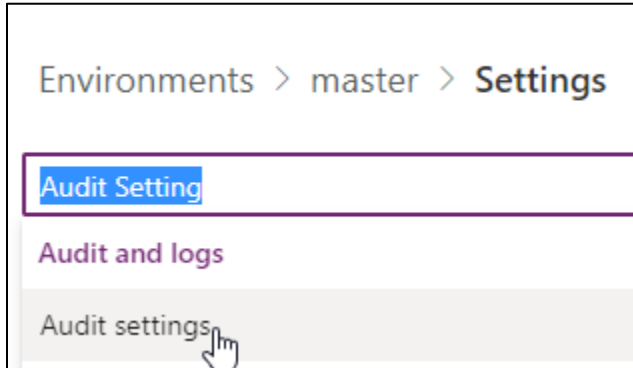 Environments > master > Settings
Audit Setting
Audit and logs
Audit settings